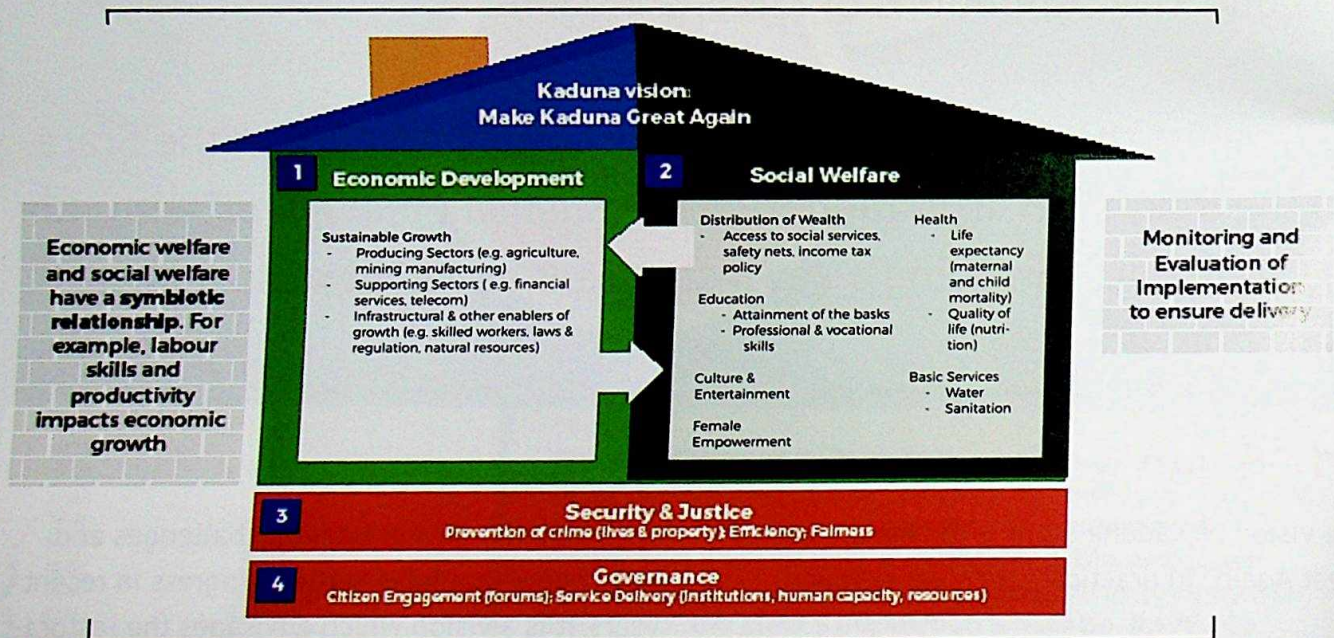 Kaduna vision:
Make Kaduna Great Again
1
Economic Development
2
Social Welfare
Economic welfare
and social welfare
have a symbiotic
relationship. For
example, labour
skills and
productivity
impacts economic
growth
Sustainable Growth
- Producing Sectors (e.g. agriculture,
mining manufacturing)
- Supporting Sectors ( e.g. financial
services, telecom)
- Infrastructural & other enablers of
growth (e.g. skilled workers, laws &
regulation, natural resources)
Distribution of Wealth
- Access to social services,
safety nets, income tax
policy
Education
- Attainment of the basks
- Professional & vocational
skills
Culture &
Entertainment
Female
Empowerment
Health
- Life
expectancy
(maternal
and child
mortality)
- Quality of
life (nutri-
tion)
Basic Services
- Water
- Sanitation
Monitoring and
Evaluation of
Implementation
to ensure delivery
3
Security & Justice
Prevention of crime (lives & property); Efficiency; Fairness
4
Governance
Citizen Engagement (forums); Service Delivery (institutions, human capacity, resources)